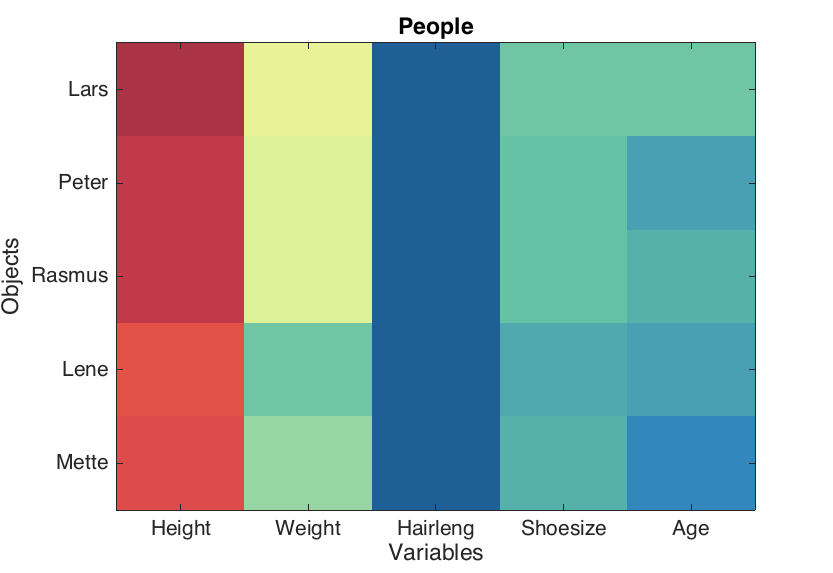 People
Objects
Lars
Peter
Rasmus
Lene
Mette
Height Weight Hairleng Shoesize Age
Variables